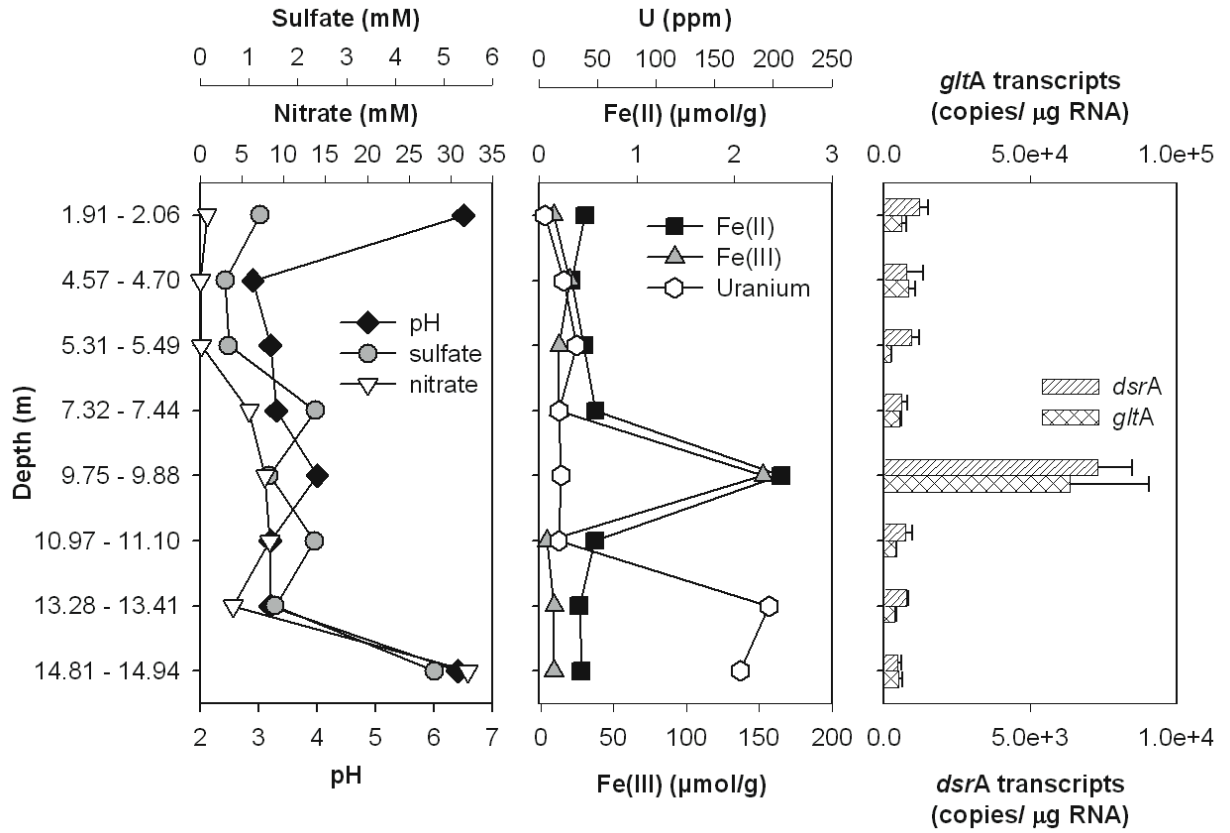 Sulfate (mM)
0 1 2 3 4 5 6
Nitrate (mM)
0 5 10 15 20 25 30 35
U (ppm)
0 50 100 150 200 250
Fe(II) (µmol/g)
0 1 2 3
gltA transcripts
(copies/ µg RNA)
0.0 5.0e+4 1.0e+5
Depth (m)
1.91 - 2.06
4.57 - 4.70
5.31 - 5.49
7.32 - 7.44
9.75 - 9.88
10.97 - 11.10
13.28 - 13.41
14.81 - 14.94
pH
sulfate
nitrate
Fe(II)
Fe(III)
Uranium
dsrA
gltA
2 3 4 5 6 7
pH
0 50 100 150 200
Fe(III) (µmol/g)
0.0 5.0e+3 1.0e+4
dsrA transcripts
(copies/ µg RNA)